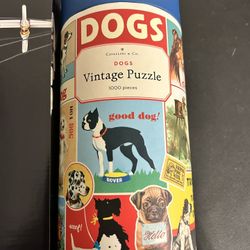 DOGS
CAVALLINI & CO.
DOGS
Vintage Puzzle
1000 pieces
good dog!
ROVER
Hello